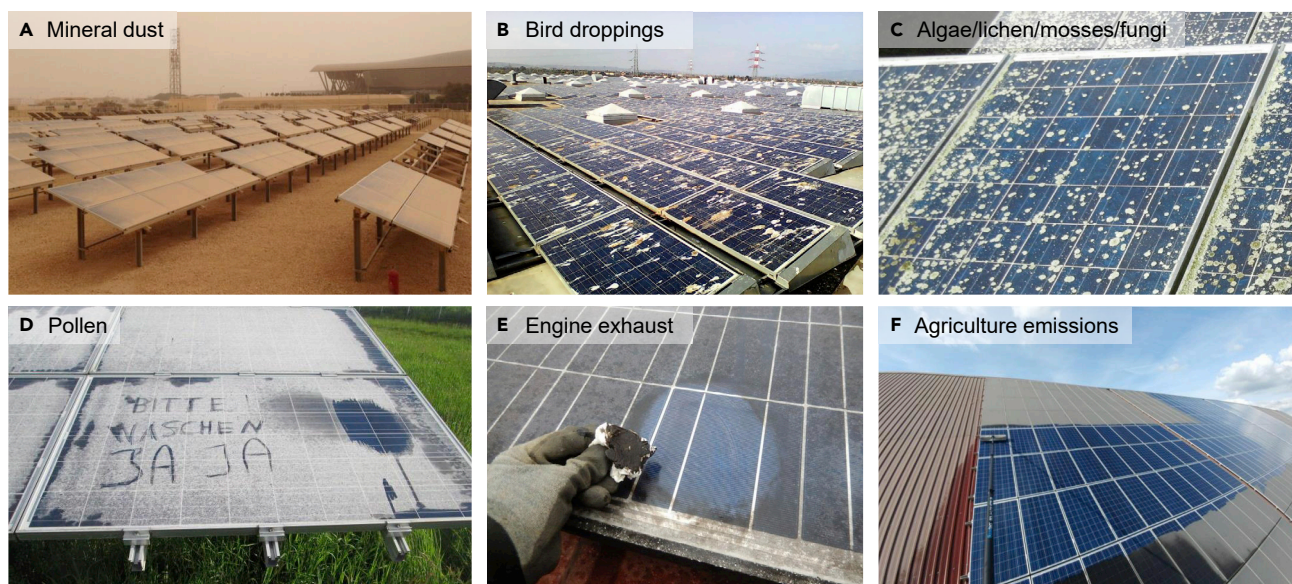 A Mineral dust
B Bird droppings
C Algae/lichen/mosses/fungi
D Pollen
BITTE!
WASCHEN
JA JA
E Engine exhaust
F Agriculture emissions